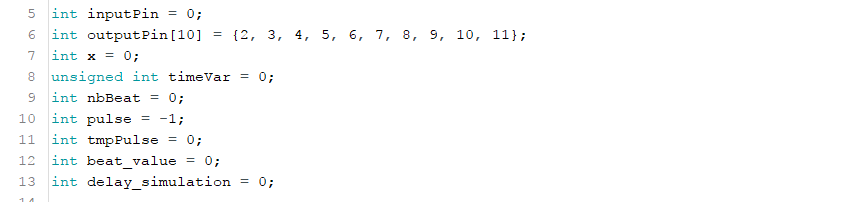 5 int inputPin = 0;
6 int outputPin[10] = {2, 3, 4, 5, 6, 7, 8, 9, 10, 11};
7 int x = 0;
8 unsigned int timeVar = 0;
9 int nbBeat = 0;
10 int pulse = -1;
11 int tmpPulse = 0;
12 int beat_value = 0;
13 int delay_simulation = 0;